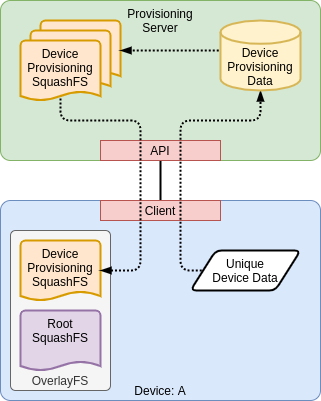 Provisioning
Server
Device
Provisioning
SquashFS
Device
Provisioning
Data
API
Client
Device
Provisioning
SquashFS
Unique
Device Data
Root
SquashFS
OverlayFS
Device: A